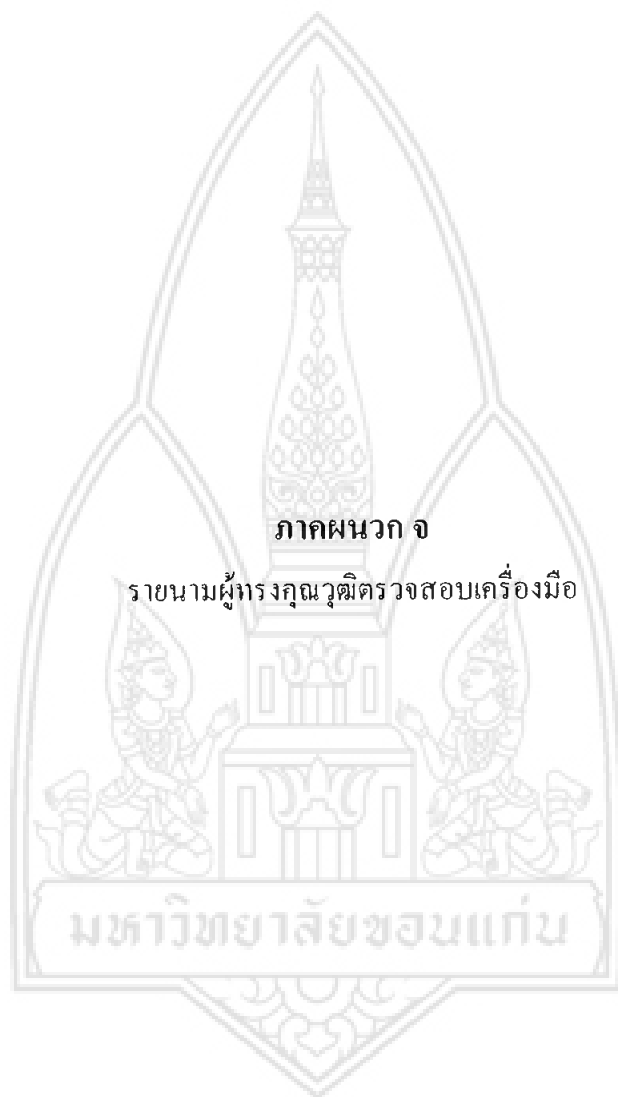 ภาคผนวก จ
รายนามผู้ทรงคุณวุฒิตรวจสอบเครื่องมือ
มหาวิทยาลัยขอนแก่น